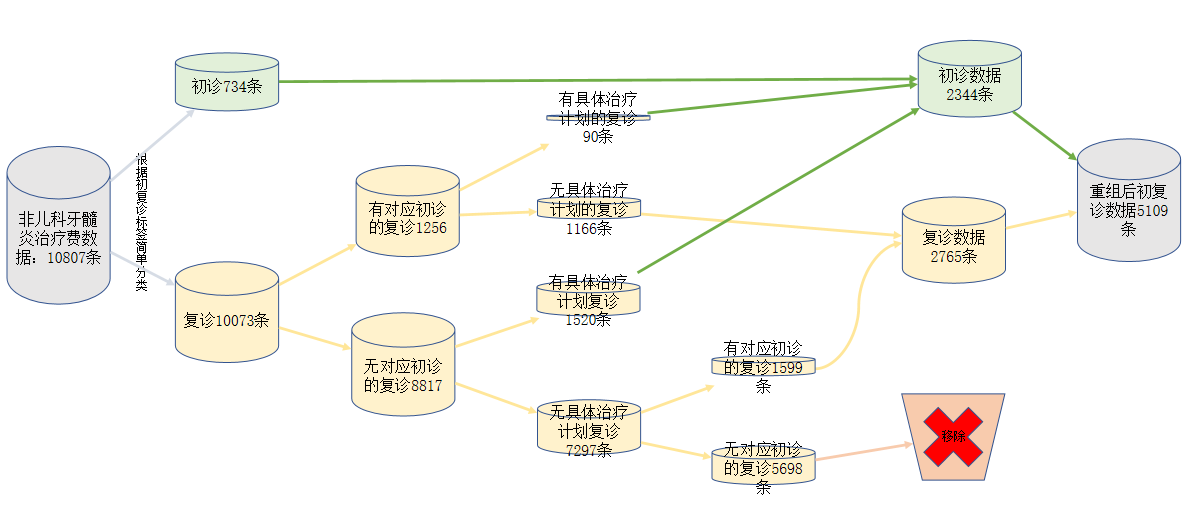 非儿科牙髓
炎治疗费数
据：10807条
根据初复诊标签简单分类
初诊734条
复诊10073条
有对应初诊
的复诊1256
无对应初诊
的复诊8817
有具体治疗
计划的复诊
90条
无具体治疗
计划的复诊
1166条
有具体治疗
计划复诊
1520条
无具体治疗
计划复诊
7297条
有对应初诊
的复诊1599
条
无对应初诊
的复诊5698
条
初诊数据
2344条
复诊数据
2765条
移除
重组后初复
诊数据5109
条